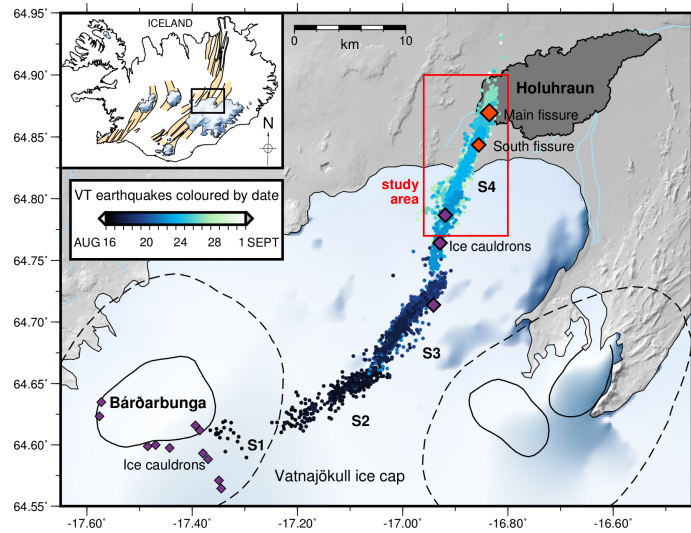 64.95
64.90
64.85
64.80
64.75
64.70
64.65
64.60
64.55
ICELAND
N
0 10
km
Holuhraun
Main fissure
South fissure
VT earthquakes coloured by date
AUG 16 20 24 28 1 SEPT
study
area
S4
Ice cauldrons
S3
Bárðarbunga
S2
S1
Ice cauldrons
Vatnajökull ice cap
-17.60 -17.40 -17.20 -17.00 -16.80 -16.60